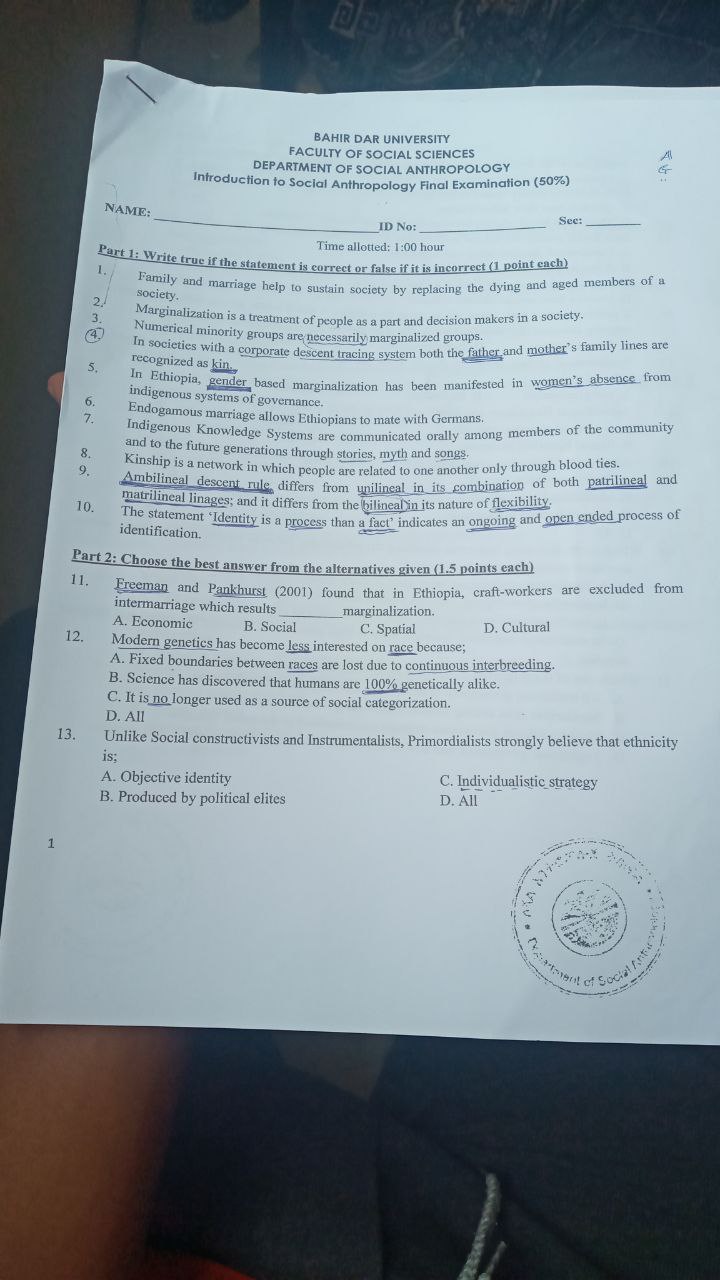 BAHIR DAR UNIVERSITY
FACULTY OF SOCIAL SCIENCES
DEPARTMENT OF SOCIAL ANTHROPOLOGY
Introduction to Social Anthropology Final Examination (50%)
NAME: ____________ ID No: ____________ Sec: ________
Time allotted: 1:00 hour
Part 1: Write true if the statement is correct or false if it is incorrect (1 point each)
1. Family and marriage help to sustain society by replacing the dying and aged members of a
society.
2. Marginalization is a treatment of people as a part and decision makers in a society.
3. Numerical minority groups are necessarily marginalized groups.
4. In societies with a corporate descent tracing system both the father and mother's family lines are
recognized as kin.
5. In Ethiopia, gender based marginalization has been manifested in women's absence from
indigenous systems of governance.
6. Endogamous marriage allows Ethiopians to mate with Germans.
7. Indigenous Knowledge Systems are communicated orally among members of the community
and to the future generations through stories, myth and songs.
8. Kinship is a network in which people are related to one another only through blood ties.
9. Ambilineal descent rule differs from unilineal in its combination of both patrilineal and
matrilineal linages; and it differs from the bilineal in its nature of flexibility.
10. The statement 'Identity is a process than a fact' indicates an ongoing and open ended process of
identification.
Part 2: Choose the best answer from the alternatives given (1.5 points each)
11. Freeman and Pankhurst (2001) found that in Ethiopia, craft-workers are excluded from
intermarriage which results ________ marginalization.
A. Economic B. Social C. Spatial D. Cultural
12. Modern genetics has become less interested on race because;
A. Fixed boundaries between races are lost due to continuous interbreeding.
B. Science has discovered that humans are 100% genetically alike.
C. It is no longer used as a source of social categorization.
D. All
13. Unlike Social constructivists and Instrumentalists, Primordialists strongly believe that ethnicity
is;
A. Objective identity C. Individualistic strategy
B. Produced by political elites D. All
1
Department of Social